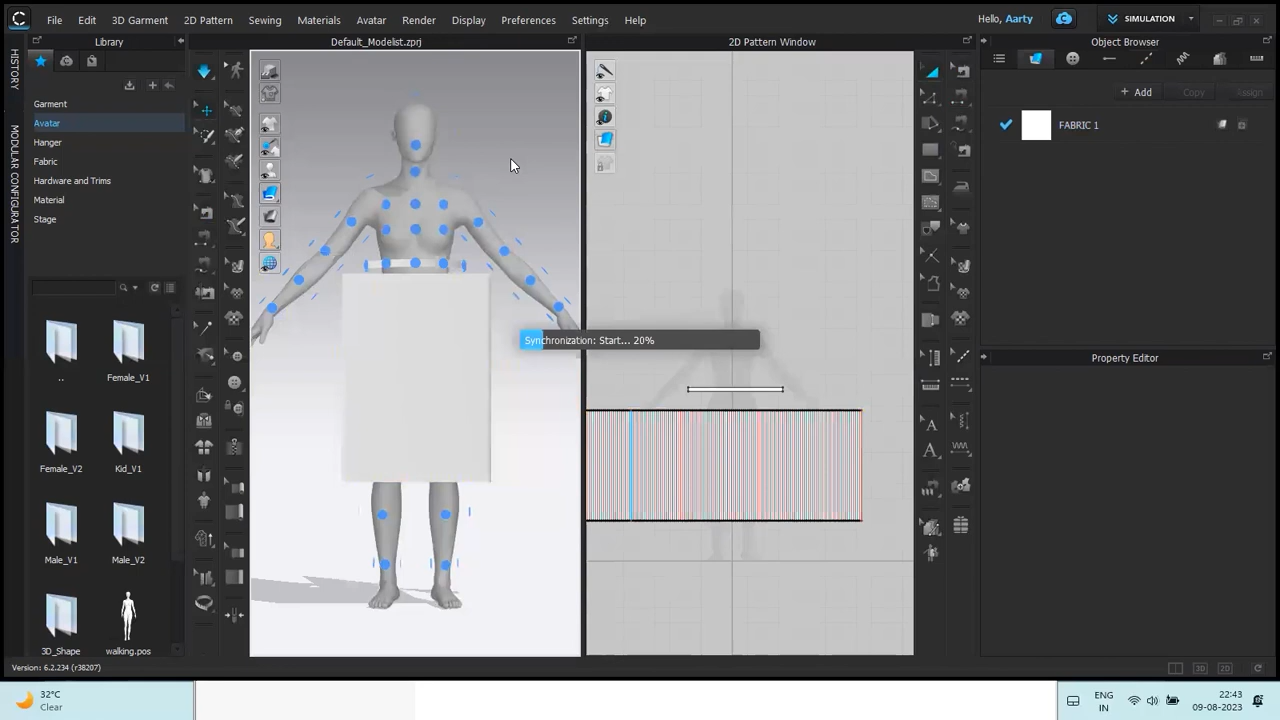 File Edit 3D Garment 2D Pattern Sewing Materials Avatar Render Display Preferences Settings Help Hello, Aarty SIMULATION
Library
Default_Modelist.zprj
2D Pattern Window
Object Browser
HISTORY
MODULAR CONFIGURATOR
Garment
Avatar
Hanger
Fabric
Hardware and Trims
Material
Stage
+ Add Copy Assign
FABRIC 1
Synchronization: Start... 20%
Property Editor
.. Female_V1
Female_V2 Kid_V1
Male_V1 Male_V2
3D_Shape walking.pos
Version: 6.2.234 (r38207)
3D 2D
32°C
Clear
ENG
IN
22:43
09-08-2023